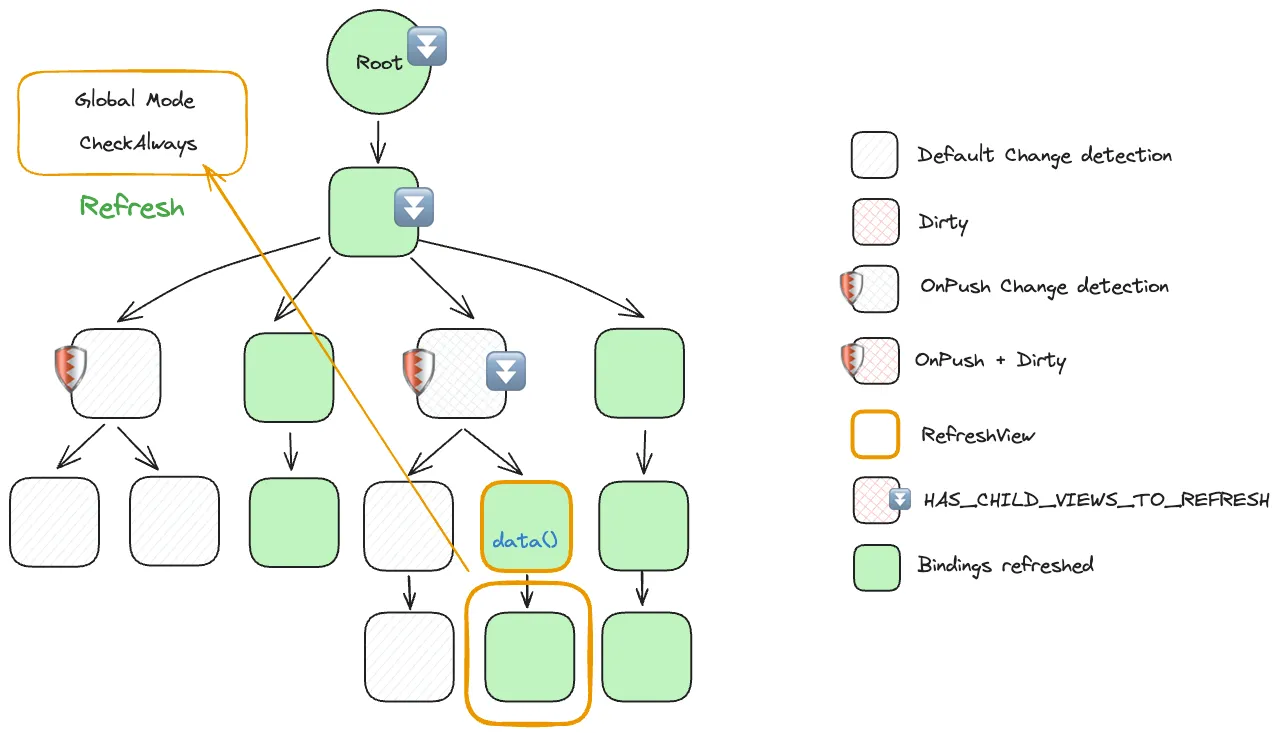 Root
Global Mode
CheckAlways
Refresh
data()
Default Change detection
Dirty
OnPush Change detection
OnPush + Dirty
RefreshView
HAS_CHILD_VIEWS_TO_REFRESH
Bindings refreshed